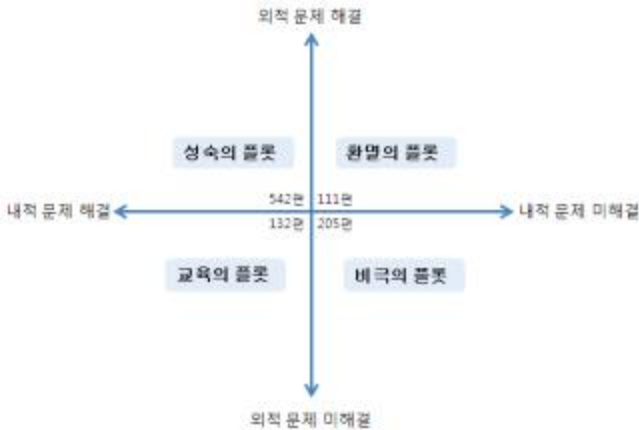 외적 문제 해결
성숙의 플롯 환멸의 플롯
542편 111편
내적 문제 해결 내적 문제 미해결
132편 205편
교육의 플롯 비극의 플롯
외적 문제 미해결